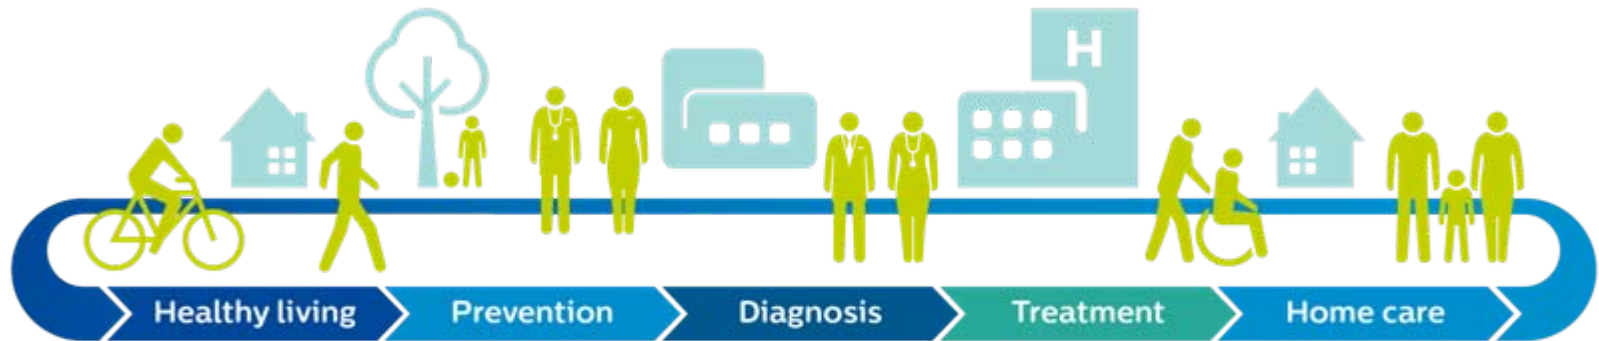 H
Healthy living
Prevention
Diagnosis
Treatment
Home care